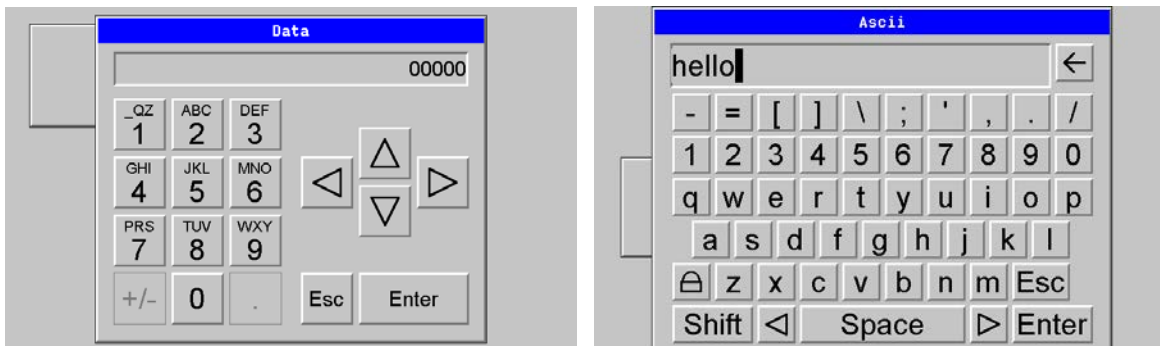 Data
00000
_QZ ABC DEF
1 2 3
GHI JKL MNO
4 5 6
PRS TUV WXY
7 8 9
+/- 0 . Esc Enter
Ascii
hello
- = [ ] \ ; ' , . /
1 2 3 4 5 6 7 8 9 0
q w e r t y u i o p
a s d f g h j k l
z x c v b n m Esc
Shift Space Enter